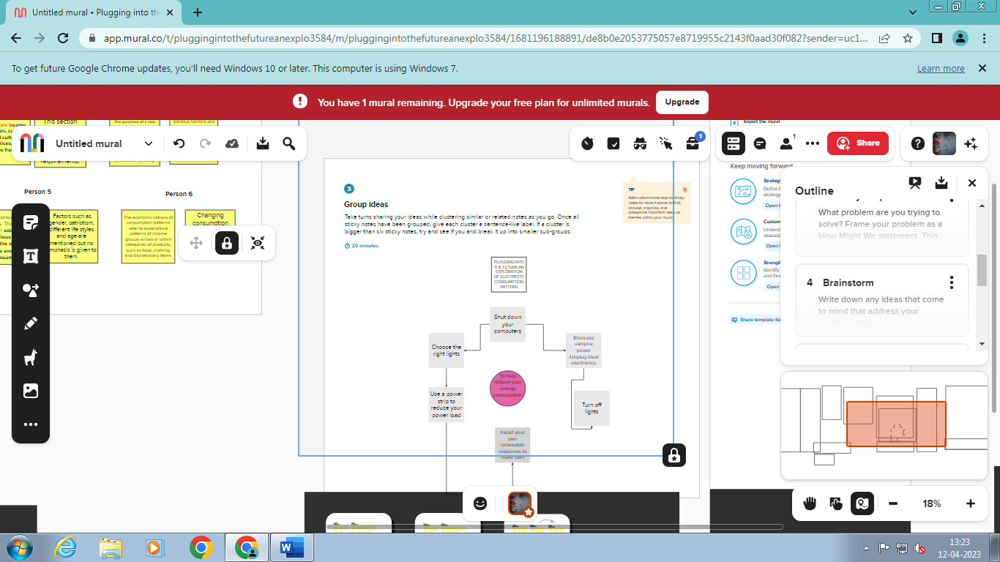 Untitled mural • Plugging into th
app.mural.co/t/pluggingintothefutureanexplo3584/m/pluggingintothefutureanexplo3584/1681196188891/de8b0e2053775057e8719955c2143f0aad30f082?sender=uc1...
To get future Google Chrome updates, you'll need Windows 10 or later. This computer is using Windows 7.
Learn more
You have 1 mural remaining. Upgrade your free plan for unlimited murals.
Upgrade
This section
The purchase of a new
Various factors are
are income
requirements.
Export the mural
Untitled mural
1
1
Share
Person 5
Person 6
Factors such as
gender, patriotism,
different life styles
and age are
mentioned but no
emphasis is given to
them.
The economic notions of
consumption patterns
refer to expenditure
patterns of income
groups across or within
categories of products,
such as food, clothing,
and discretionary items.
Changing
consumption
3
Group Ideas
Take turns sharing your ideas while clustering similar or related notes as you go. Once all
sticky notes have been grouped, give each cluster a sentence-like label. If a cluster is
bigger than six sticky notes, try and see if you and break it up into smaller sub-groups.
20 minutes
TIP
Add customizable tags to sticky
notes to make it easier to find,
browse, organize, and
categorize important ideas as
themes within your mural.
PLUGGING INTO
THE FUTURE:AN
EXPLORATION
OF ELECTRICITY
CONSUMPTION
PATTERN
Shut down
your
computers
Choose the
right lights
Eliminate
vampire
power
:Unplug ideal
electronics
To help
reduce your
energy
consumption
Use a power
strip to
reduce your
power load
Turn off
lights
Install your
own
renewable
resources to
make own
Keep moving forward
Define t
strategy
Open t
Custom
Underst
obstacle
Open t
Strengt
Identify
and thre
Open
Share template fee
Outline
What problem are you trying to
solve? Frame your problem as a
How Might We statement. This
4 Brainstorm
Write down any ideas that come
to mind that address your
18%
13:23
12-04-2023